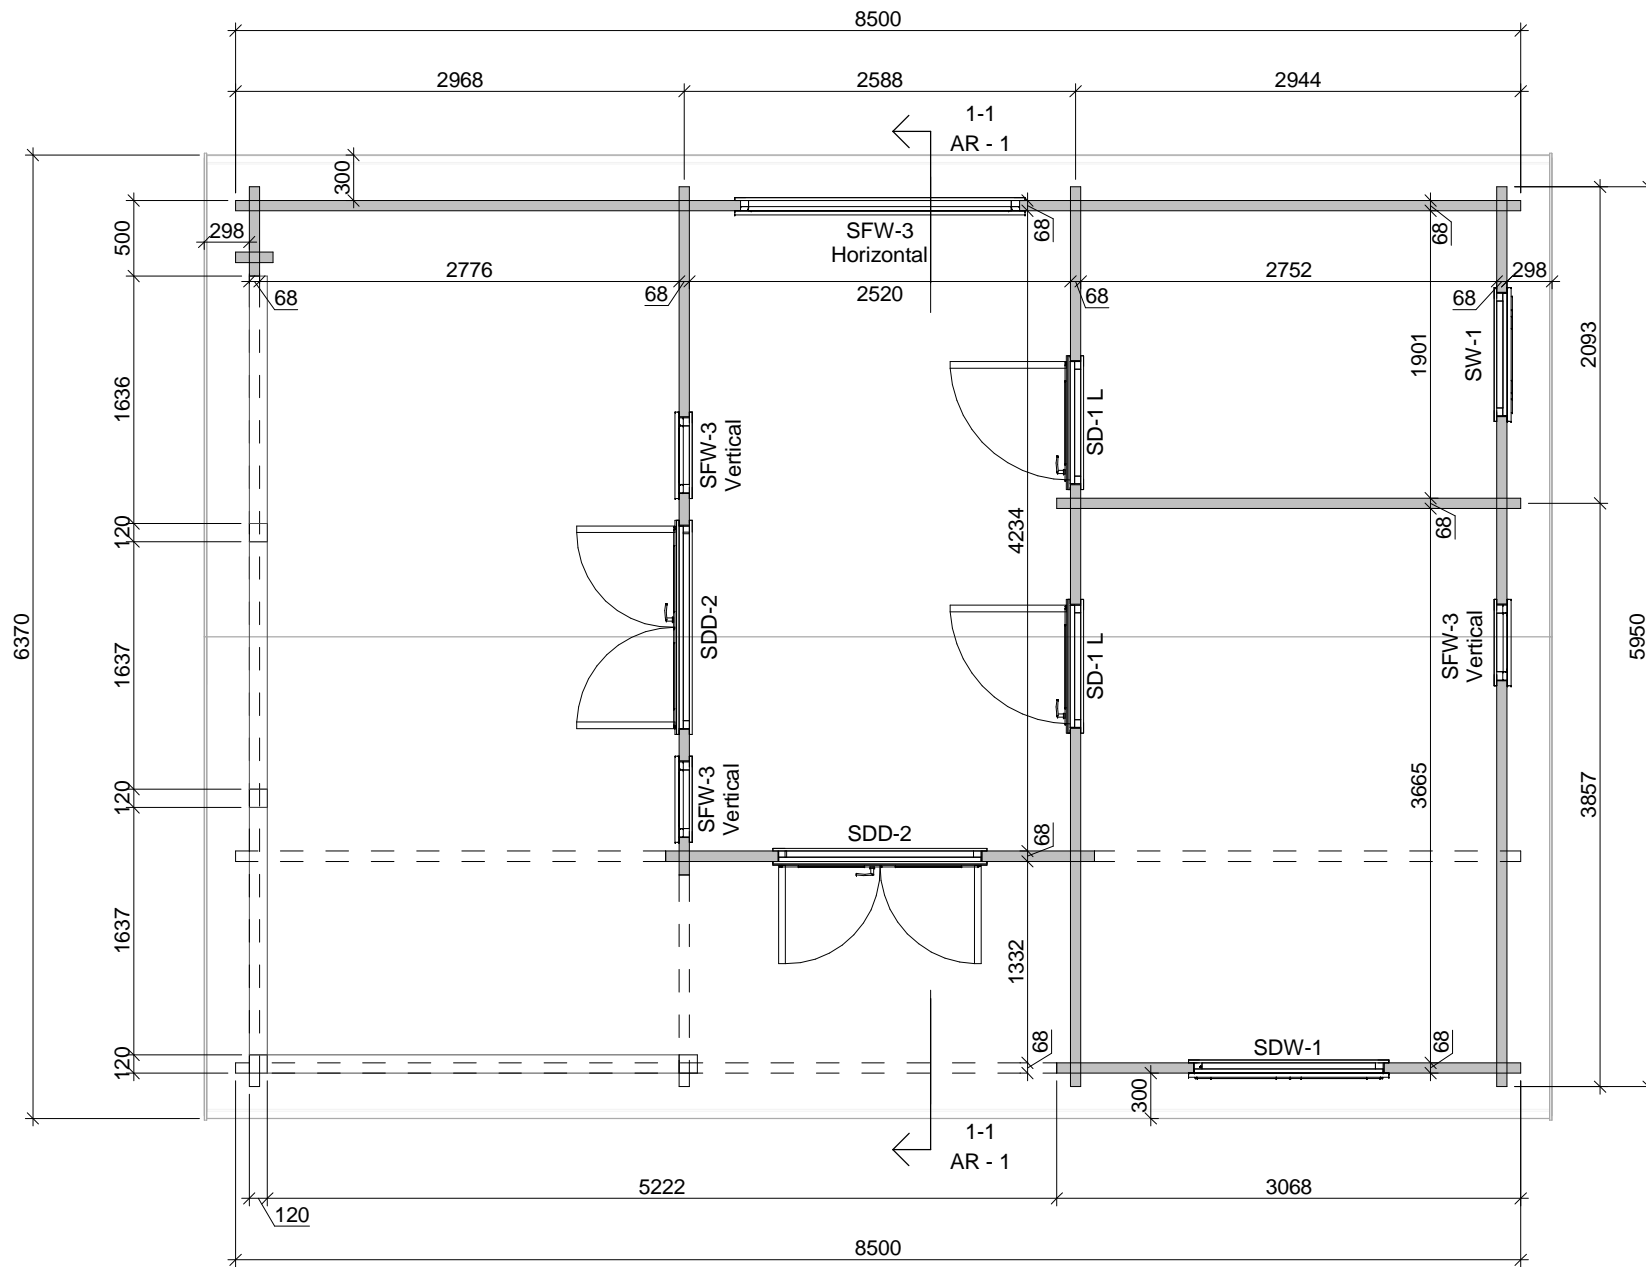 8500
2968
2588
2944
1-1
AR - 1
300
500
298
SFW-3
Horizontal
68
68
2776
2520
2752
298
68
68
68
68
1636
SFW-3
Vertical
SD-1 L
1901
SW-1
2093
120
4234
68
6370
1637
SDD-2
SD-1 L
SFW-3
Vertical
5950
120
SFW-3
Vertical
3665
3857
SDD-2
68
1637
1332
120
68
SDW-1
68
300
1-1
AR - 1
5222
3068
120
8500